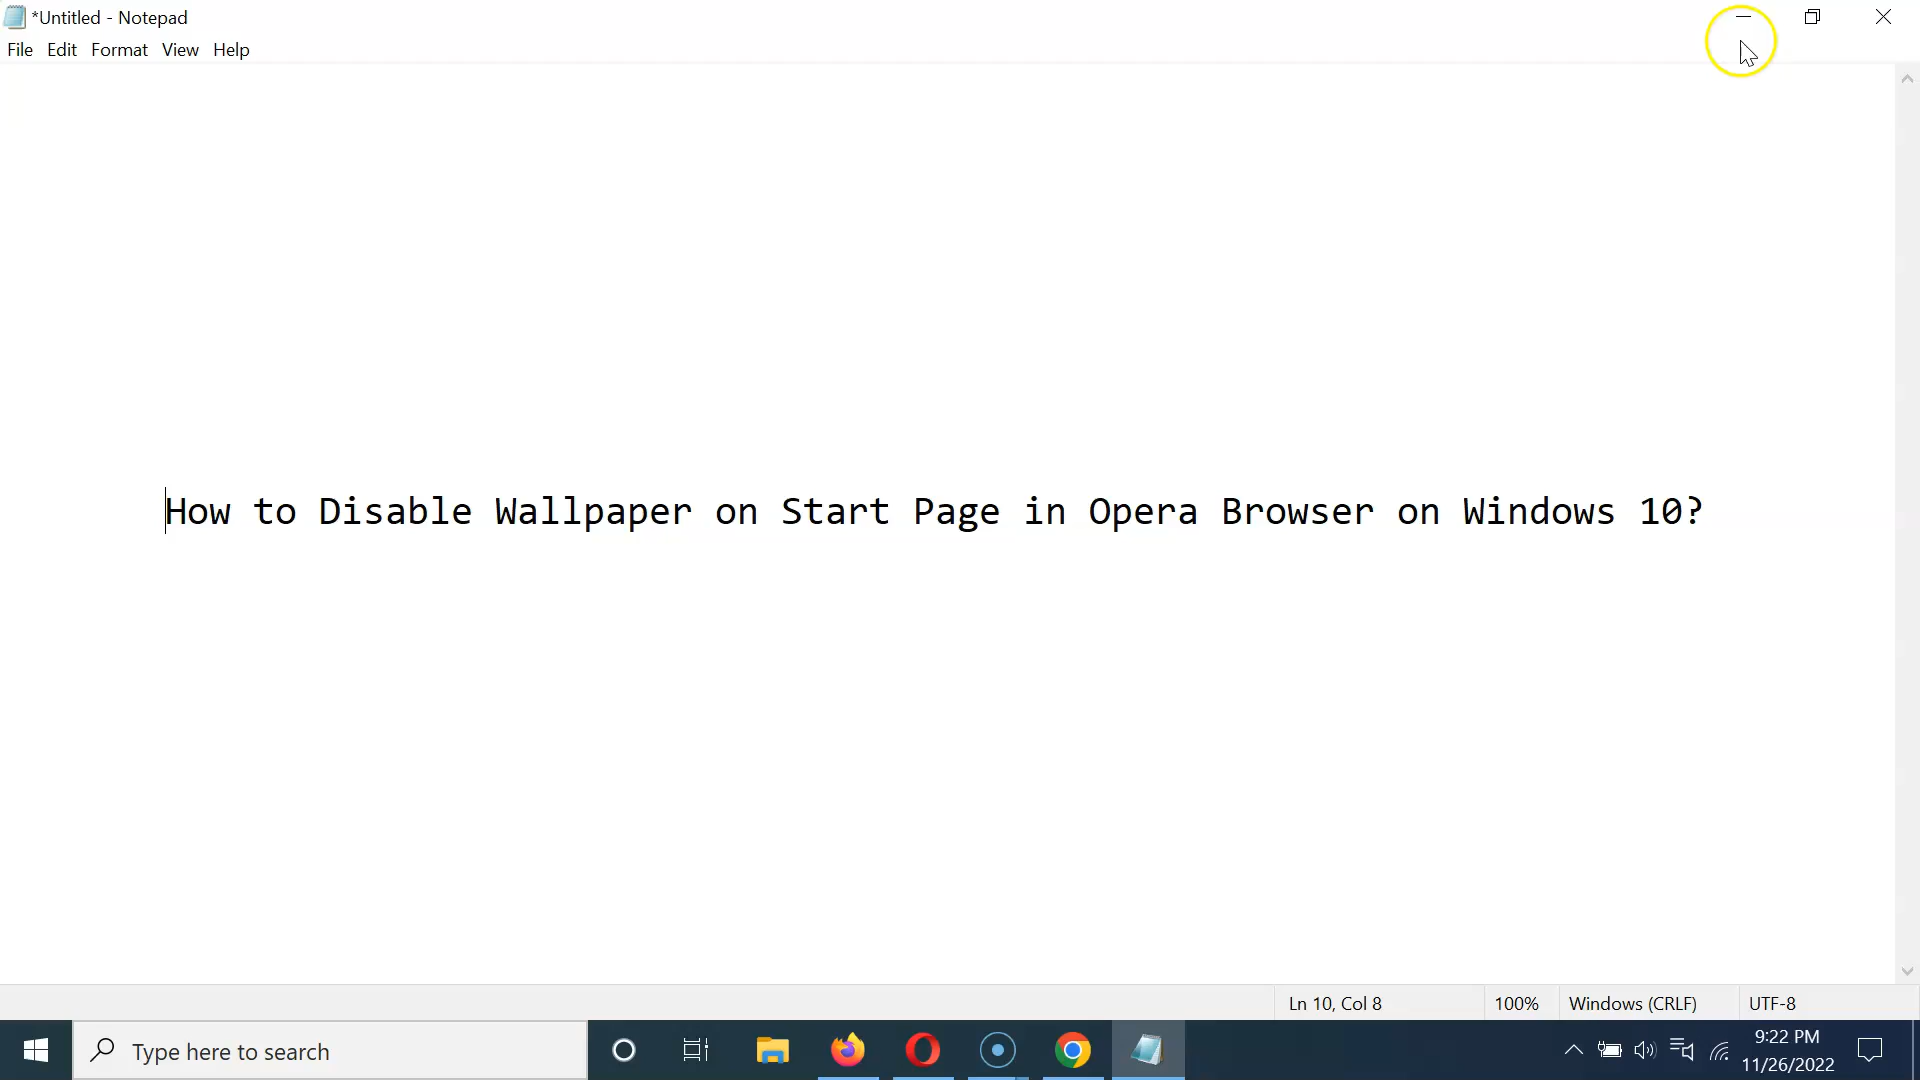 *Untitled - Notepad
File Edit Format View Help
How to Disable Wallpaper on Start Page in Opera Browser on Windows 10?
Ln 10, Col 8 100% Windows (CRLF) UTF-8
Type here to search
9:22 PM
11/26/2022